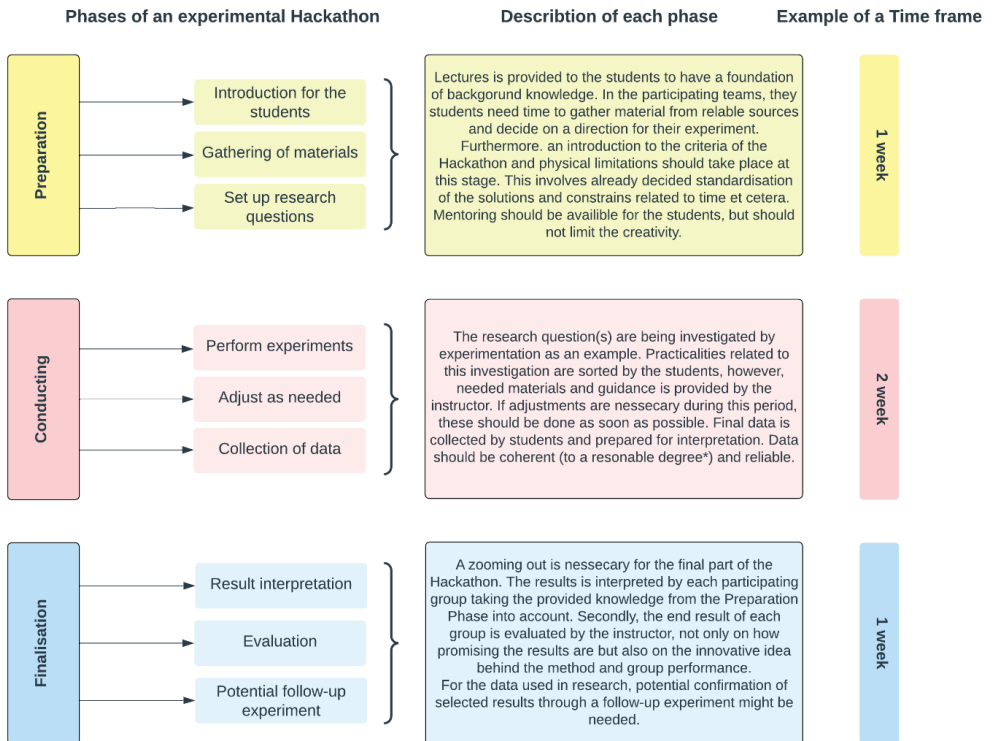 Phases of an experimental Hackathon
Describtion of each phase
Example of a Time frame
Preparation
Introduction for the
students
Gathering of materials
Set up research
questions
Lectures is provided to the students to have a foundation
of backgorund knowledge. In the participating teams, they
students need time to gather material from relable sources
and decide on a direction for their experiment.
Furthermore. an introduction to the criteria of the
Hackathon and physical limitations should take place at
this stage. This involves already decided standardisation
of the solutions and constrains related to time et cetera.
Mentoring should be availible for the students, but should
not limit the creativity.
1 week
Conducting
Perform experiments
Adjust as needed
Collection of data
The research question(s) are being investigated by
experimentation as an example. Practicalities related to
this investigation are sorted by the students, however,
needed materials and guidance is provided by the
instructor. If adjustments are nessecary during this period,
these should be done as soon as possible. Final data is
collected by students and prepared for interpretation. Data
should be coherent (to a resonable degree*) and reliable.
2 week
Finalisation
Result interpretation
Evaluation
Potential follow-up
experiment
A zooming out is nessecary for the final part of the
Hackathon. The results is interpreted by each participating
group taking the provided knowledge from the Preparation
Phase into account. Secondly, the end result of each
group is evaluated by the instructor, not only on how
promising the results are but also on the innovative idea
behind the method and group performance.
For the data used in research, potential confirmation of
selected results through a follow-up experiment might be
needed.
1 week